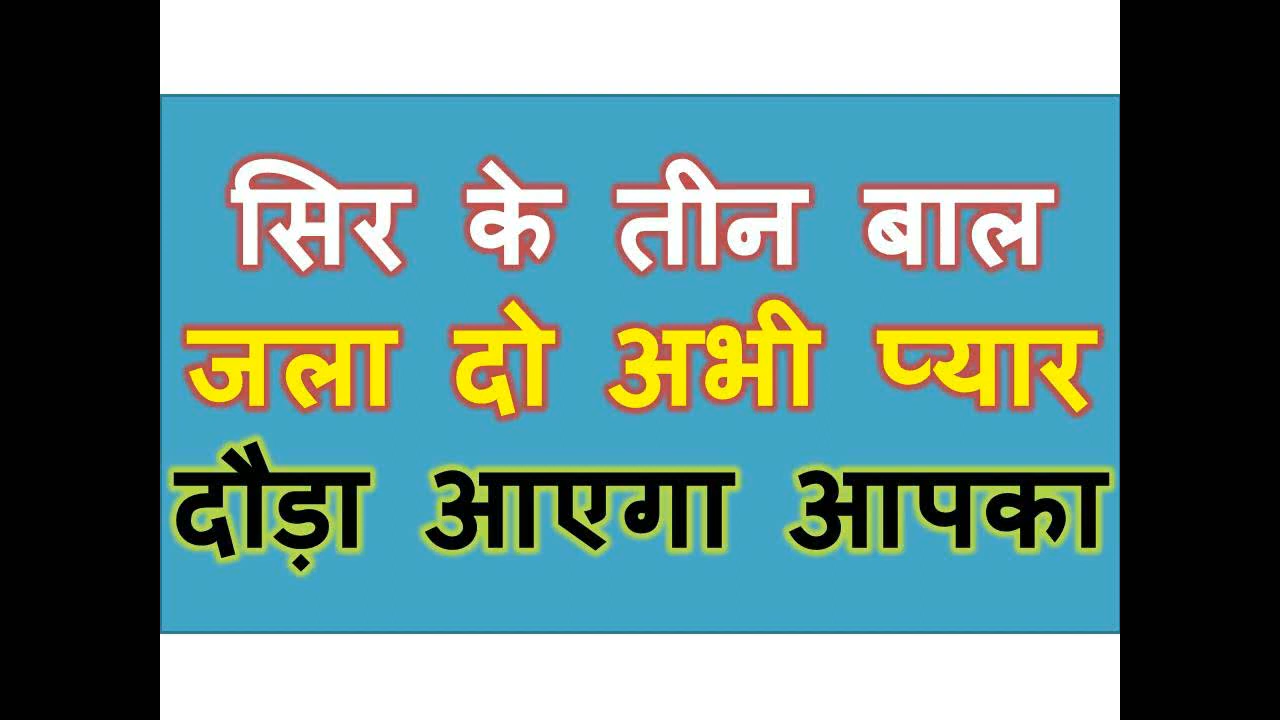 सिर के तीन बाल
जला दो अभी प्यार
दौड़ा आएगा आपका